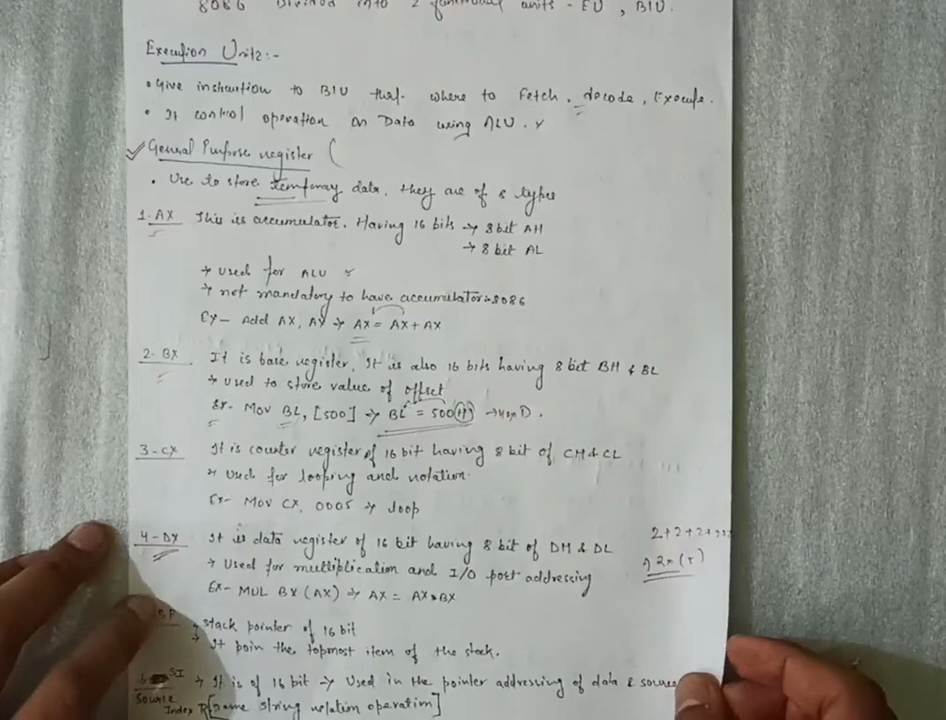 8086 Divided into 2 functional units - EU, BIU.
Execution Unit:-
• Give instruction to BIU that where to Fetch, decode, Execute.
• It control operation on Data using ALU.
General Purpose register (
• Use to store temporary data. they are of 8 types
1- AX This is accumulator. Having 16 bits → 8 bit AH
→ 8 bit AL
→ used for ALU
→ not mandatory to have accumulator in 8086
Ex- Add AX, AX → AX = AX + AX
2- BX It is base register. It is also 16 bits having 8 bit BH & BL
→ used to store value of offset
Ex- Mov BL, [500] → BL = 500(H) →
3- CX It is counter register of 16 bit having 8 bit of CH & CL
→ Used for looping and rotation.
Ex- Mov CX, 0005 → loop
4- DX It is data register of 16 bit having 8 bit of DH & DL
2+2+2+
→ Used for multiplication and I/O port addressing
2x(5)
Ex- MUL BX (AX) → AX = AX*BX
SP → stack pointer of 16 bit
→ It poin the topmost item of the stack.
6 SI → It is of 16 bit → Used in the pointer addressing of data & source
Source Index R [some string relation operation]